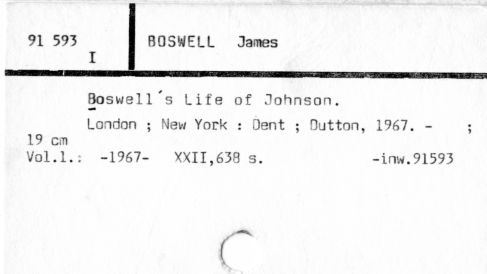 91 593 BOSWELL James
I
Boswell's Life of Johnson.
London ; New York : Dent ; Dutton, 1967. - ;
19 cm
Vol.1.: -1967- XXII,638 s. -inw.91593